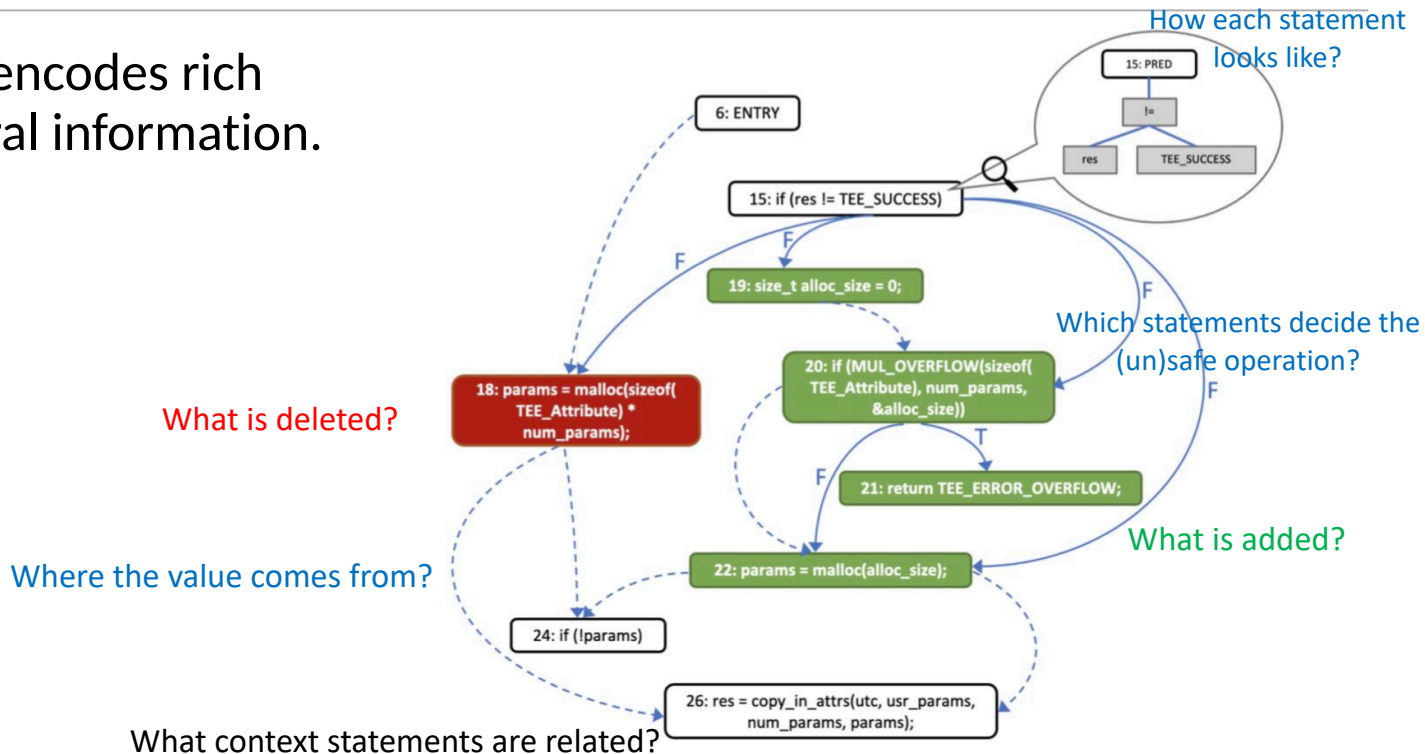 encodes rich
ral information.
How each statement
looks like?
15: PRED
!=
res
TEE_SUCCESS
6: ENTRY
15: if (res != TEE_SUCCESS)
F
F
F
F
19: size_t alloc_size = 0;
Which statements decide the
(un)safe operation?
20: if (MUL_OVERFLOW(sizeof(
TEE_Attribute), num_params,
&alloc_size))
18: params = malloc(sizeof(
TEE_Attribute) *
num_params);
What is deleted?
T
F
21: return TEE_ERROR_OVERFLOW;
What is added?
22: params = malloc(alloc_size);
Where the value comes from?
24: if (!params)
26: res = copy_in_attrs(utc, usr_params,
num_params, params);
What context statements are related?